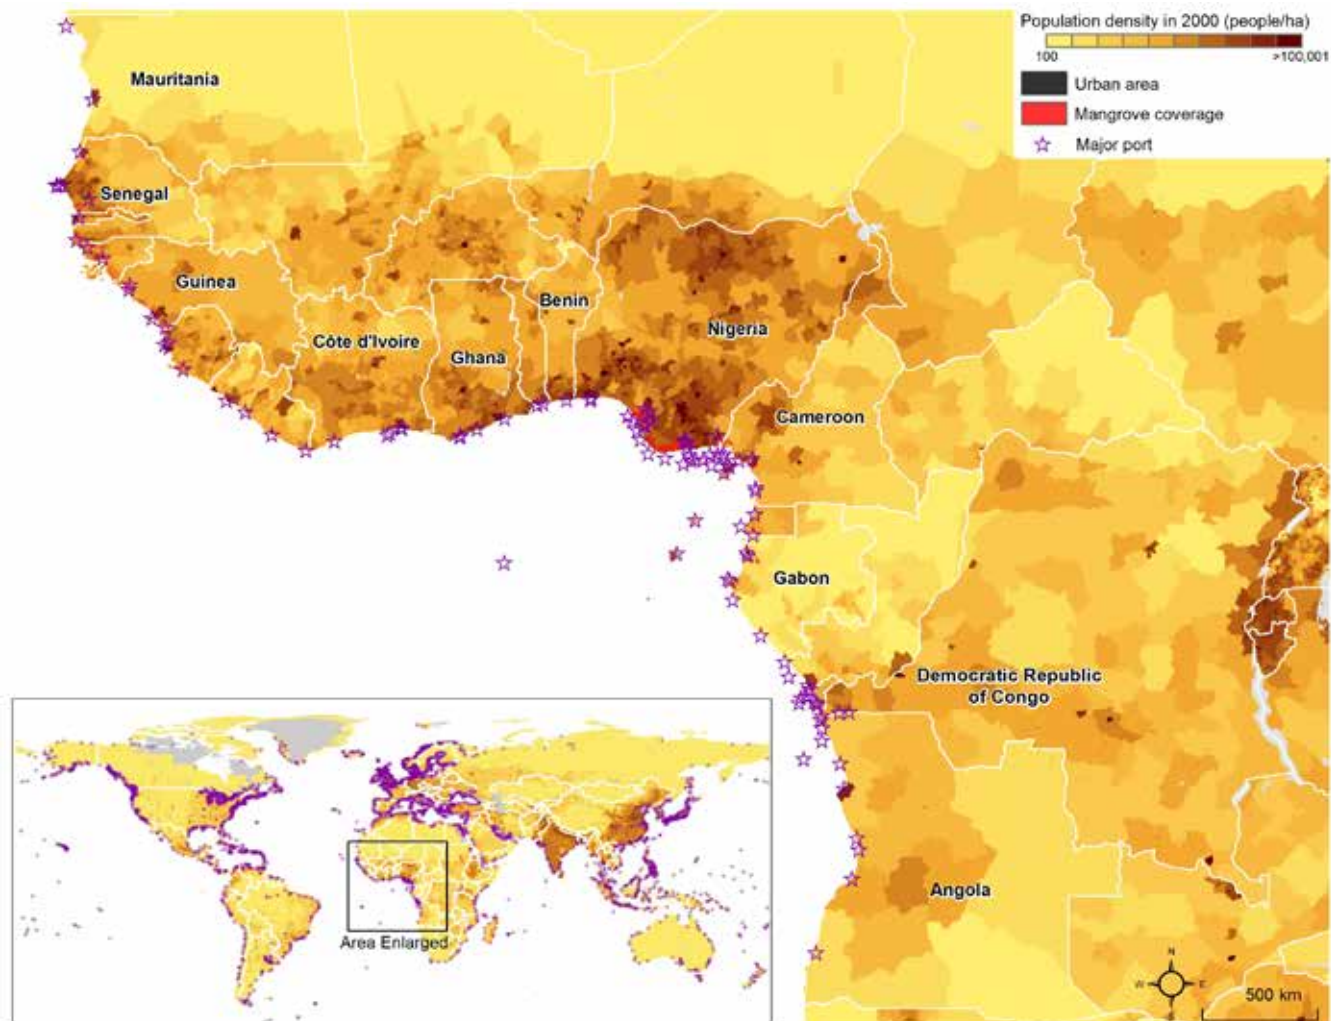 Population density in 2000 (people/ha)
100 >100,001
Urban area
Mangrove coverage
Major port
Mauritania
Senegal
Guinea
Benin
Nigeria
Côte d'Ivoire
Ghana
Cameroon
Gabon
Democratic Republic
of Congo
Angola
Area Enlarged
N
W E
S
500 km